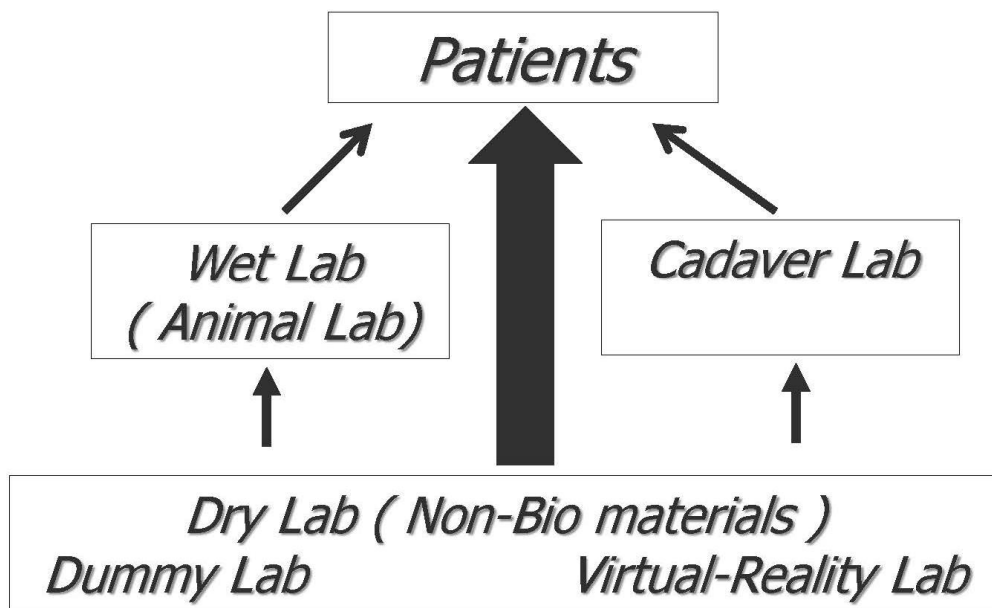 Patients
Wet Lab
( Animal Lab)
Cadaver Lab
Dry Lab ( Non-Bio materials )
Dummy Lab
Virtual-Reality Lab